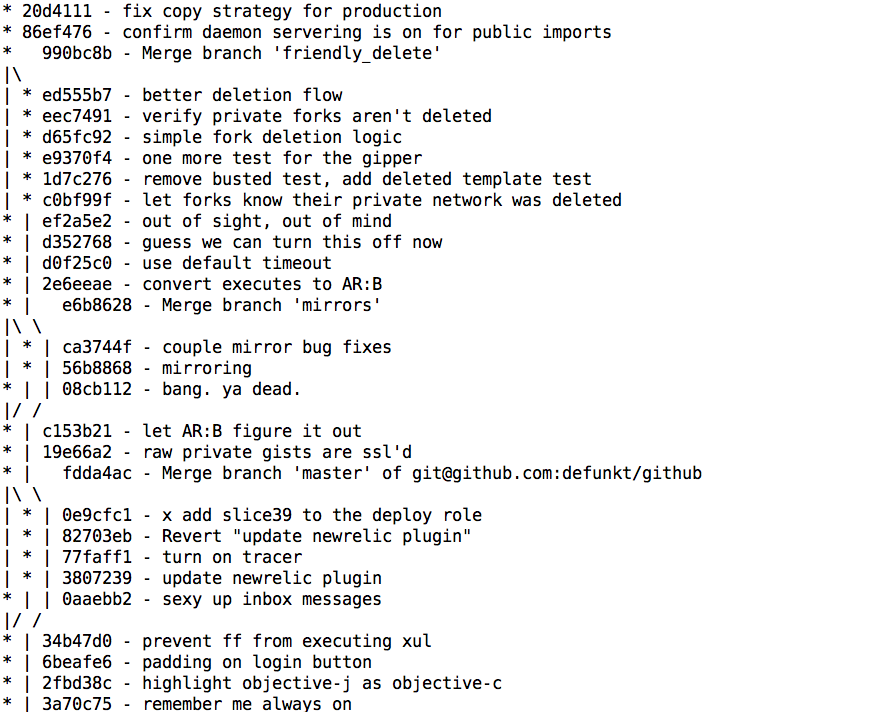 * 20d4111 - fix copy strategy for production
* 86ef476 - confirm daemon servering is on for public imports
*   990bc8b - Merge branch 'friendly_delete'
|\
| * ed555b7 - better deletion flow
| * eec7491 - verify private forks aren't deleted
| * d65fc92 - simple fork deletion logic
| * e9370f4 - one more test for the gipper
| * 1d7c276 - remove busted test, add deleted template test
| * c0bf99f - let forks know their private network was deleted
* | ef2a5e2 - out of sight, out of mind
* | d352768 - guess we can turn this off now
* | d0f25c0 - use default timeout
* | 2e6eeae - convert executes to AR:B
* |   e6b8628 - Merge branch 'mirrors'
|\ \
| * | ca3744f - couple mirror bug fixes
| * | 56b8868 - mirroring
* | | 08cb112 - bang. ya dead.
|/ /
* | c153b21 - let AR:B figure it out
* | 19e66a2 - raw private gists are ssl'd
* |   fdda4ac - Merge branch 'master' of git@github.com:defunkt/github
|\ \
| * | 0e9cfc1 - x add slice39 to the deploy role
| * | 82703eb - Revert "update newrelic plugin"
| * | 77faff1 - turn on tracer
| * | 3807239 - update newrelic plugin
* | | 0aaebb2 - sexy up inbox messages
|/ /
* | 34b47d0 - prevent ff from executing xul
* | 6beafe6 - padding on login button
* | 2fbd38c - highlight objective-j as objective-c
* | 3a70c75 - remember me always on